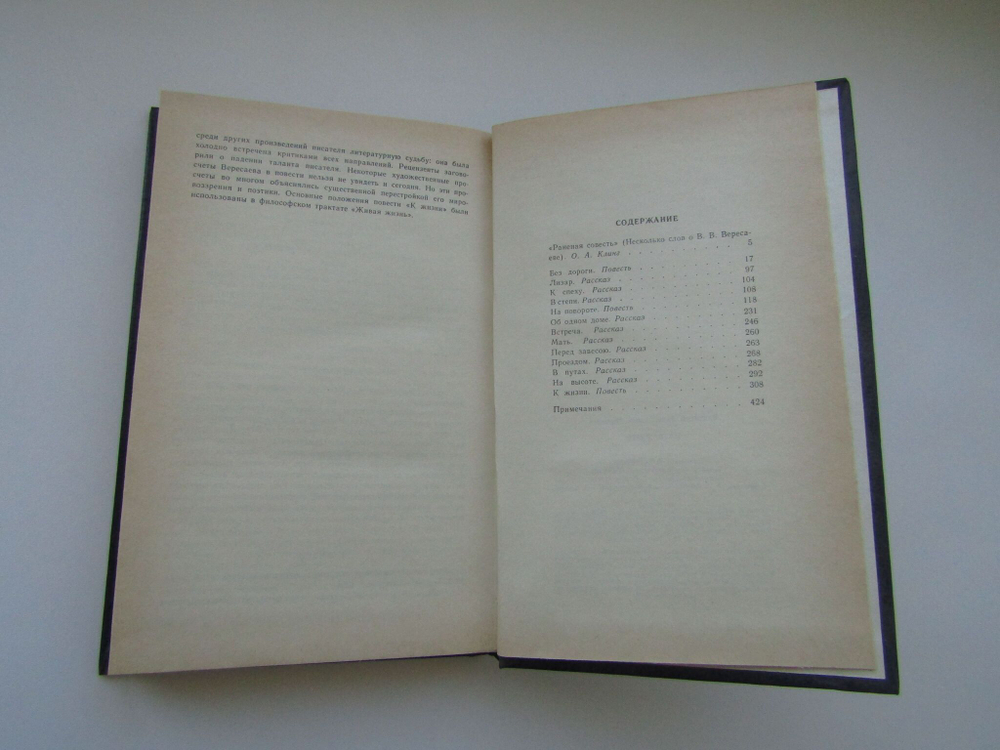 среди других произведений писателя литературную судьбу: она была
холодно встречена критиками всех направлений. Рецензенты загово-
рили о падении таланта писателя. Некоторые художественные про-
счеты Вересаева в повести нельзя не увидеть и сегодня. Но эти про-
счеты во многом объяснялись существенной перестройкой его миро-
воззрения и поэтики. Основные положения повести «К жизни» были
использованы в философском трактате «Живая жизнь».
СОДЕРЖАНИЕ
«Раненая совесть» (Несколько слов о В. В. Вереса-
еве) О. А. Клинг . . . . . . . . . . 5
Без дороги. Повесть . . . . . . . . . 17
Лизар. Рассказ . . . . . . . . . . 97
К спеху. Рассказ . . . . . . . . . 104
В степи. Рассказ . . . . . . . . . 108
На повороте. Повесть . . . . . . . . 118
Об одном доме. Рассказ . . . . . . . 231
Встреча. Рассказ . . . . . . . . . 246
Мать. Рассказ . . . . . . . . . . 260
Перед завесою. Рассказ . . . . . . . 263
Проездом. Рассказ . . . . . . . . . 268
В путах. Рассказ . . . . . . . . . 282
На высоте. Рассказ . . . . . . . . 292
К жизни. Повесть . . . . . . . . . 308
Примечания . . . . . . . . . . . 424